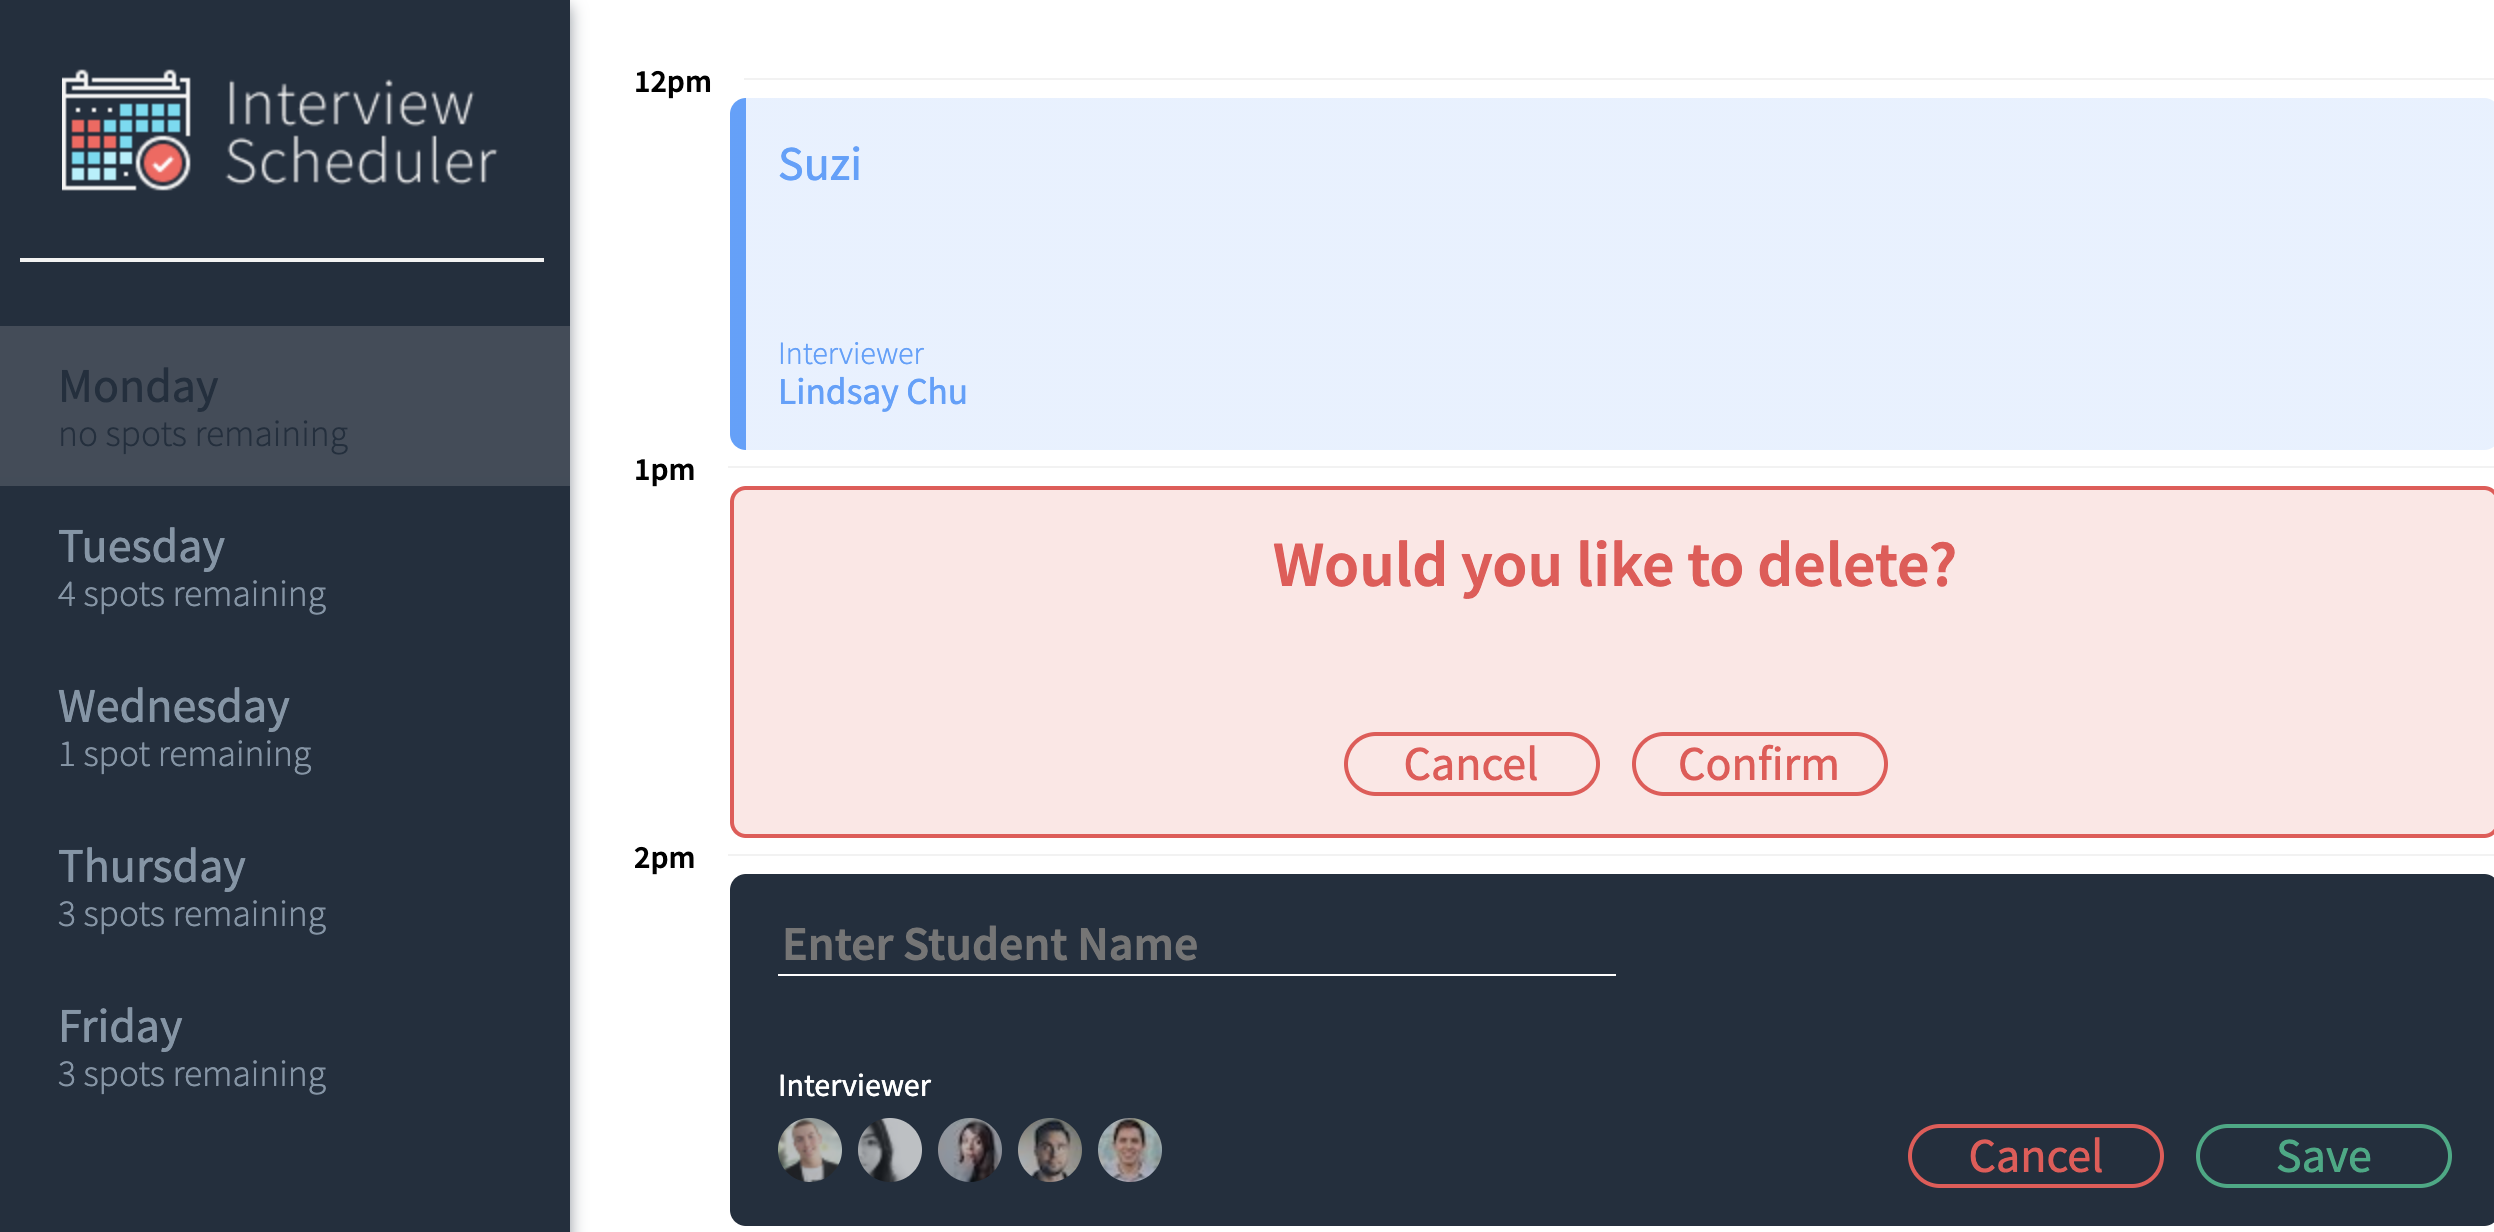 Interview
Scheduler
Monday
no spots remaining
Tuesday
4 spots remaining
Wednesday
1 spot remaining
Thursday
3 spots remaining
Friday
3 spots remaining
12pm
Suzi
Interviewer
Lindsay Chu
1pm
Would you like to delete?
Cancel
Confirm
2pm
Enter Student Name
Interviewer
Cancel
Save